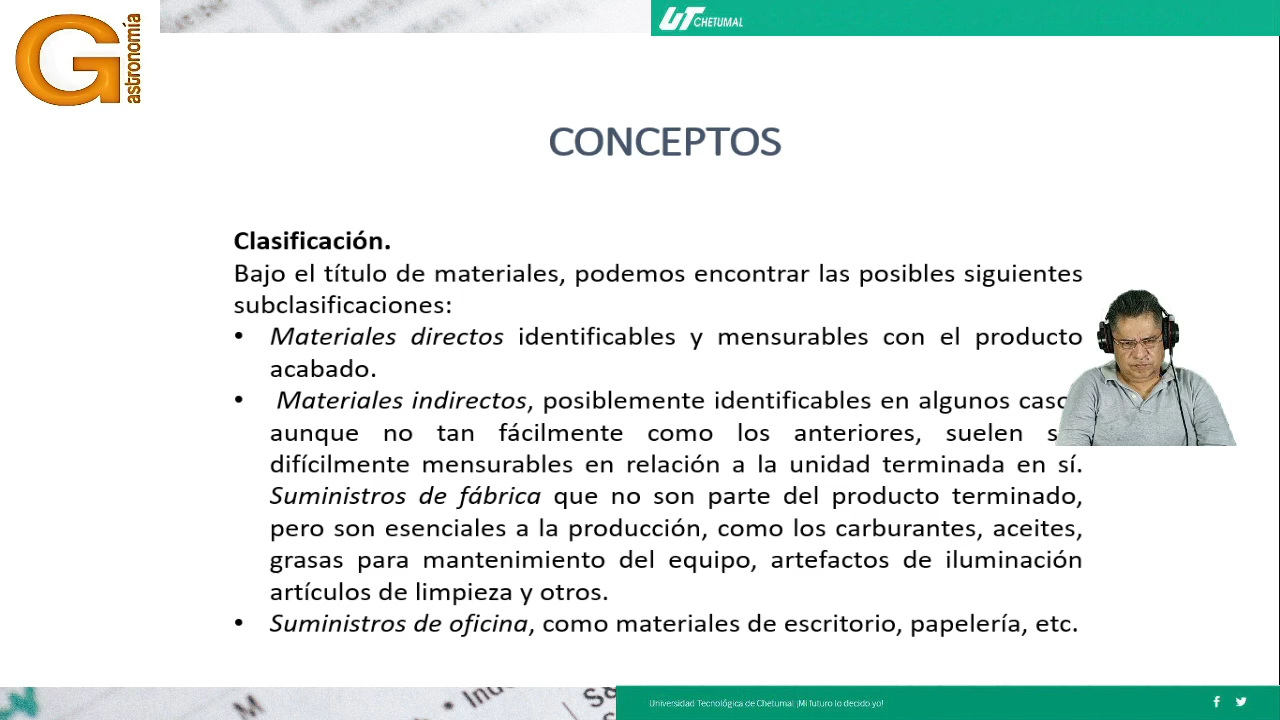 Gastronomía
UT CHETUMAL
CONCEPTOS
Clasificación.
Bajo el título de materiales, podemos encontrar las posibles siguientes
subclasificaciones:
• Materiales directos identificables y mensurables con el producto
acabado.
• Materiales indirectos, posiblemente identificables en algunos caso
aunque no tan fácilmente como los anteriores, suelen s
difícilmente mensurables en relación a la unidad terminada en sí.
Suministros de fábrica que no son parte del producto terminado,
pero son esenciales a la producción, como los carburantes, aceites,
grasas para mantenimiento del equipo, artefactos de iluminación
artículos de limpieza y otros.
• Suministros de oficina, como materiales de escritorio, papelería, etc.
Universidad Tecnológica de Chetumal ¡Mi futuro lo decido yo!